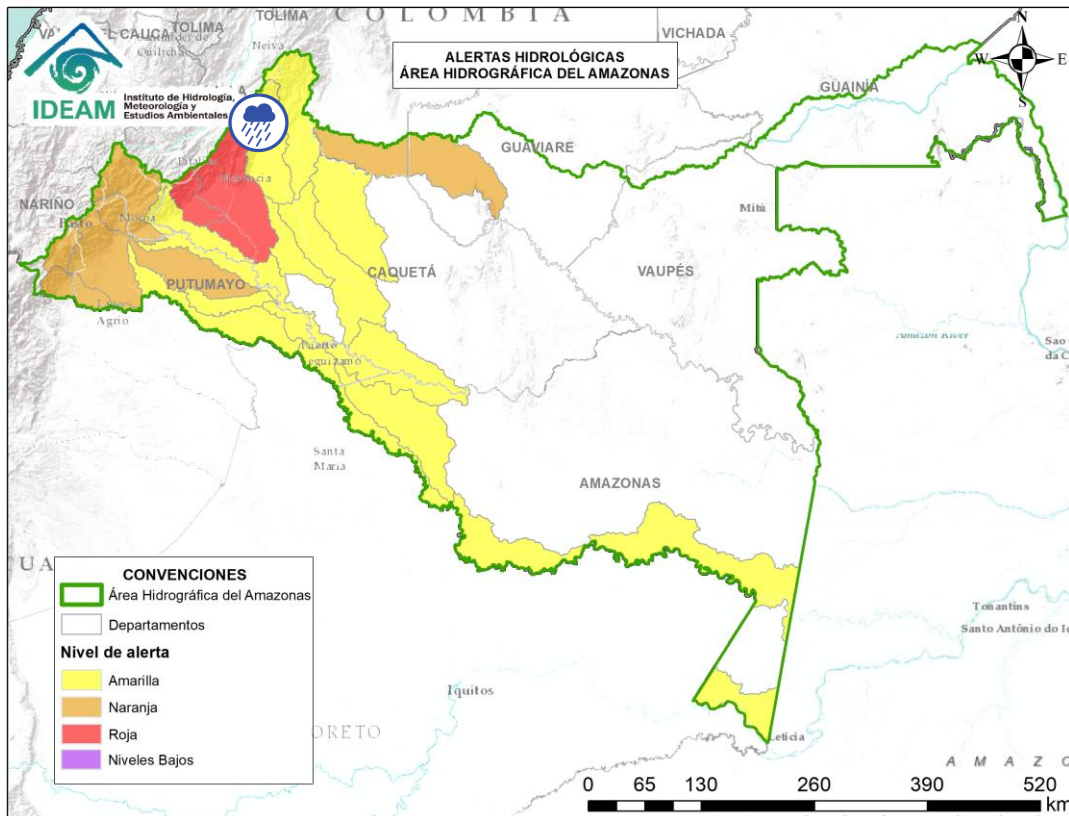 COLOMBIA
TOLIMA
TOLIMA
VICHADA
Neiva
N
W
E
S
ALERTAS HIDROLÓGICAS
ÁREA HIDROGRÁFICA DEL AMAZONAS
IDEAM
Instituto de Hidrología,
Meteorología y
Estudios Ambientales
GUAINÍA
GUAVIARE
NARIÑO
Mitú
CAQUETÁ
VAUPÉS
PUTUMAYO
Agrio
Puerto
Amazon River
Santa
Maria
AMAZONAS
CONVENCIONES
Área Hidrográfica del Amazonas
Departamentos
Nivel de alerta
Amarilla
Naranja
Roja
Niveles Bajos
Tonantins
Santo Antônio do I
Iquitos
ORETO
Leticia
A M A Z O
0 65 130 260 390 520
km